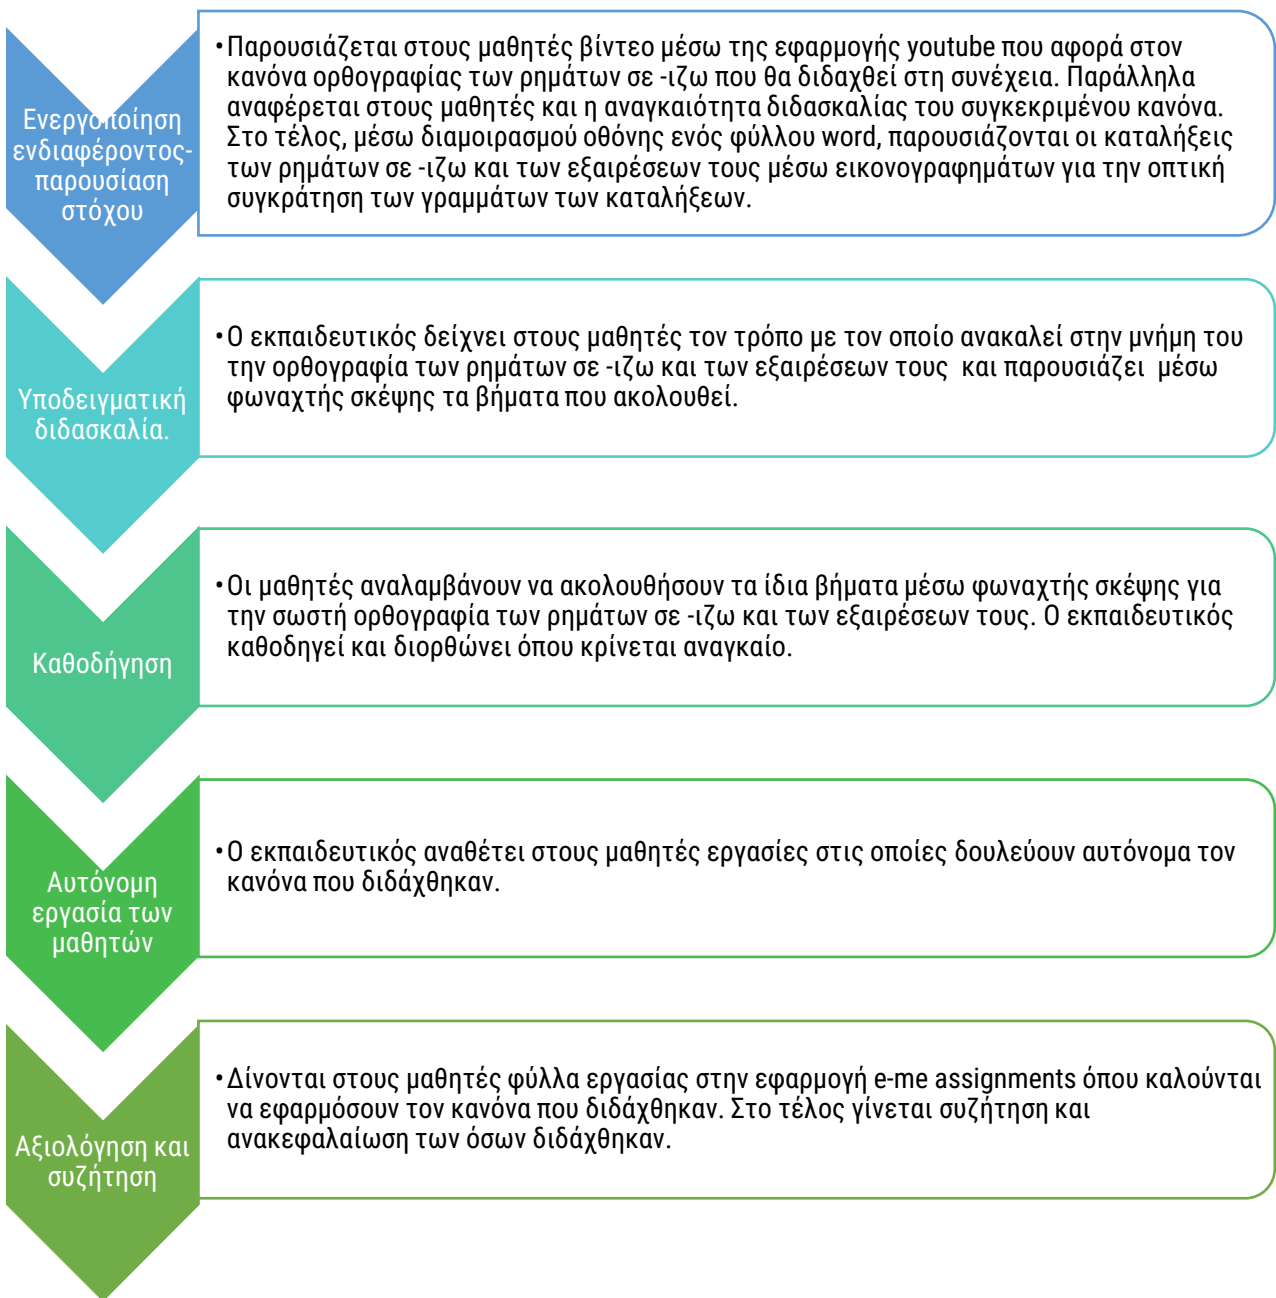 Ενεργοποίηση
ενδιαφέροντος-
παρουσίαση
στόχου
•Παρουσιάζεται στους μαθητές βίντεο μέσω της εφαρμογής youtube που αφορά στον
κανόνα ορθογραφίας των ρημάτων σε -ιζω που θα διδαχθεί στη συνέχεια. Παράλληλα
αναφέρεται στους μαθητές και η αναγκαιότητα διδασκαλίας του συγκεκριμένου κανόνα.
Στο τέλος, μέσω διαμοιρασμού οθόνης ενός φύλλου word, παρουσιάζονται οι καταλήξεις
των ρημάτων σε -ιζω και των εξαιρέσεων τους μέσω εικονογραφημάτων για την οπτική
συγκράτηση των γραμμάτων των καταλήξεων.
Υποδειγματική
διδασκαλία.
•Ο εκπαιδευτικός δείχνει στους μαθητές τον τρόπο με τον οποίο ανακαλεί στην μνήμη του
την ορθογραφία των ρημάτων σε -ιζω και των εξαιρέσεων τους και παρουσιάζει μέσω
φωναχτής σκέψης τα βήματα που ακολουθεί.
Καθοδήγηση
•Οι μαθητές αναλαμβάνουν να ακολουθήσουν τα ίδια βήματα μέσω φωναχτής σκέψης για
την σωστή ορθογραφία των ρημάτων σε -ιζω και των εξαιρέσεων τους. Ο εκπαιδευτικός
καθοδηγεί και διορθώνει όπου κρίνεται αναγκαίο.
Αυτόνομη
εργασία των
μαθητών
•Ο εκπαιδευτικός αναθέτει στους μαθητές εργασίες στις οποίες δουλεύουν αυτόνομα τον
κανόνα που διδάχθηκαν.
Αξιολόγηση και
συζήτηση
•Δίνονται στους μαθητές φύλλα εργασίας στην εφαρμογή e-me assignments όπου καλούνται
να εφαρμόσουν τον κανόνα που διδάχθηκαν. Στο τέλος γίνεται συζήτηση και
ανακεφαλαίωση των όσων διδάχθηκαν.